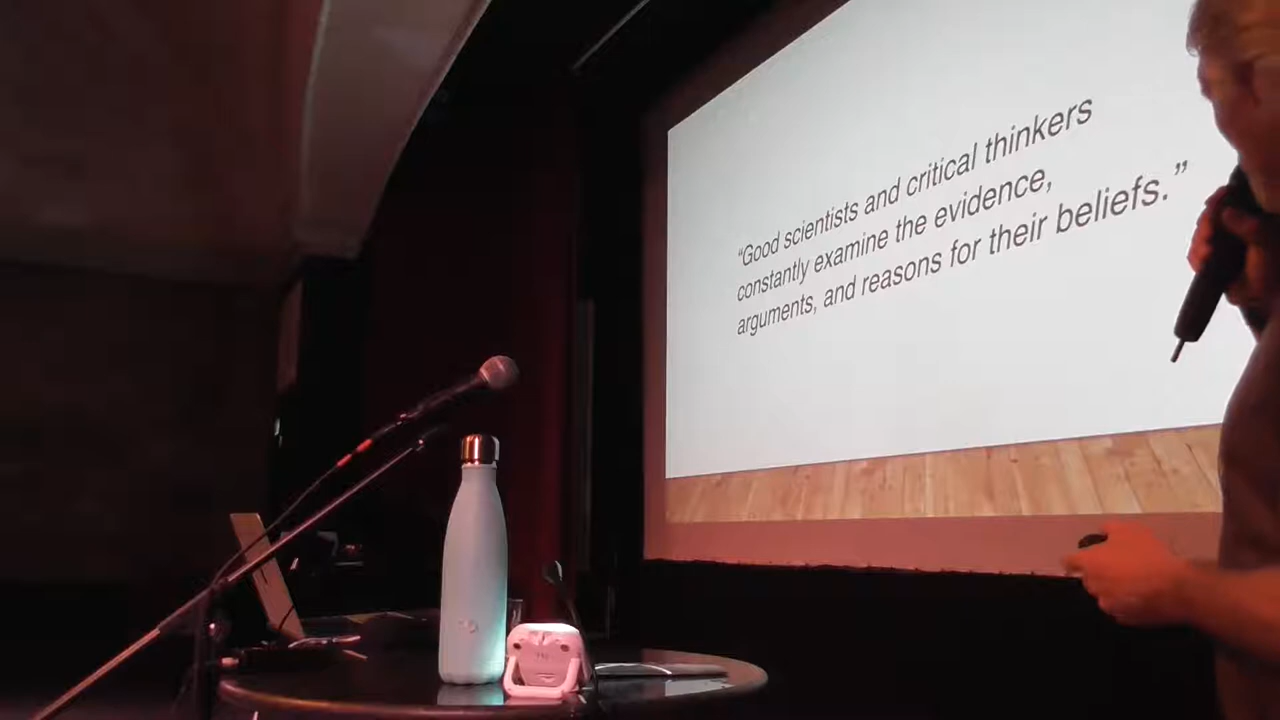 “Good scientists and critical thinkers
constantly examine the evidence,
arguments, and reasons for their beliefs.”